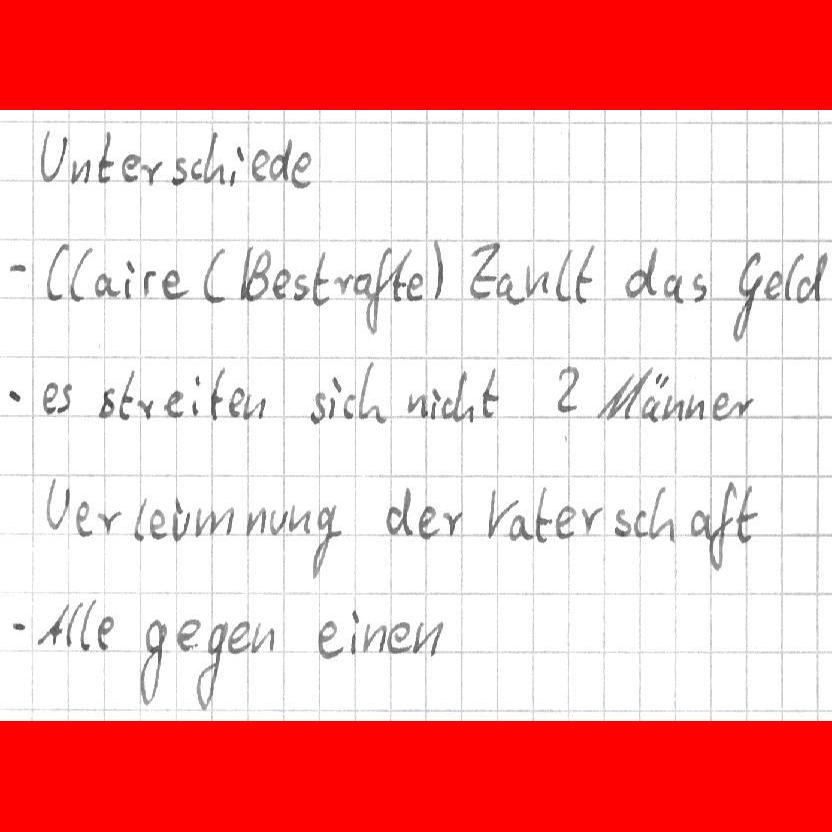 Unterschiede
- Claire (Bestrafte) Zahlt das Geld
- es streiten sich nicht 2 Männer
Verleumnung der Vaterschaft
- Alle gegen einen